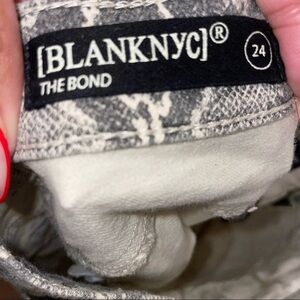 [BLANKNYC]® 24
THE BOND